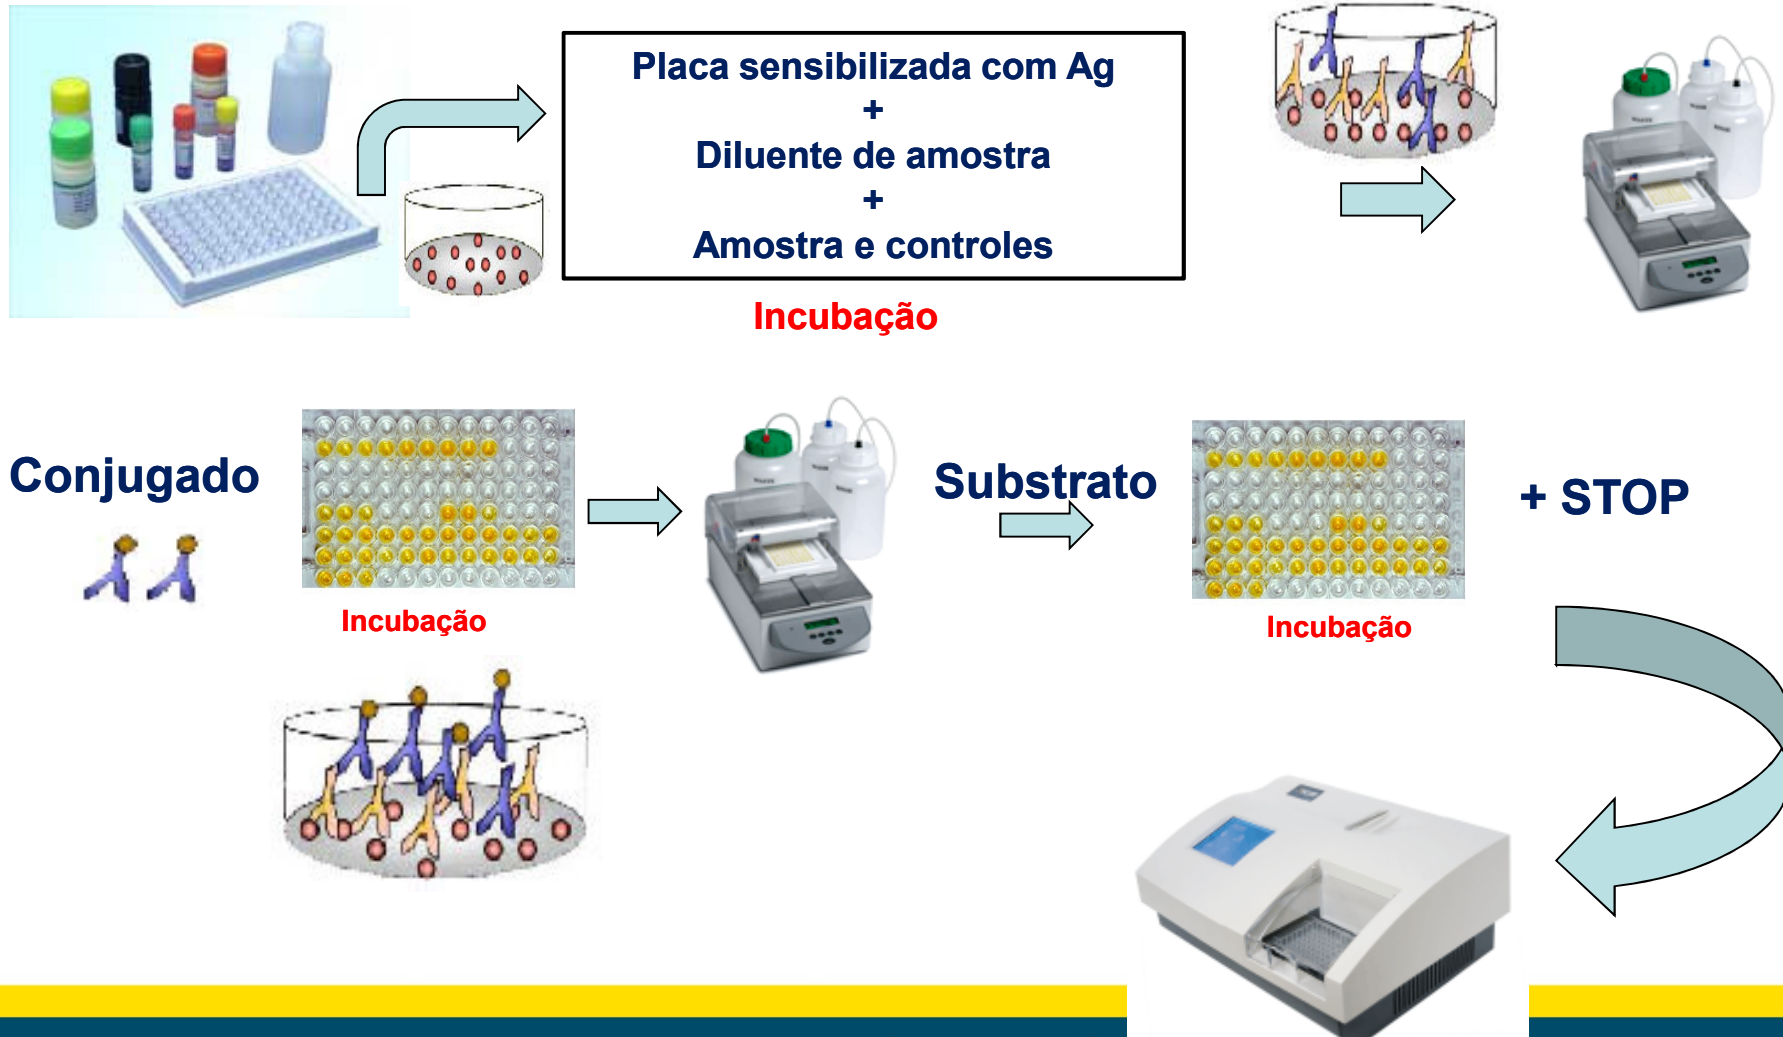 Placa sensibilizada com Ag
+
Diluente de amostra
+
Amostra e controles
Incubação
Conjugado
Incubação
Substrato
Incubação
+ STOP